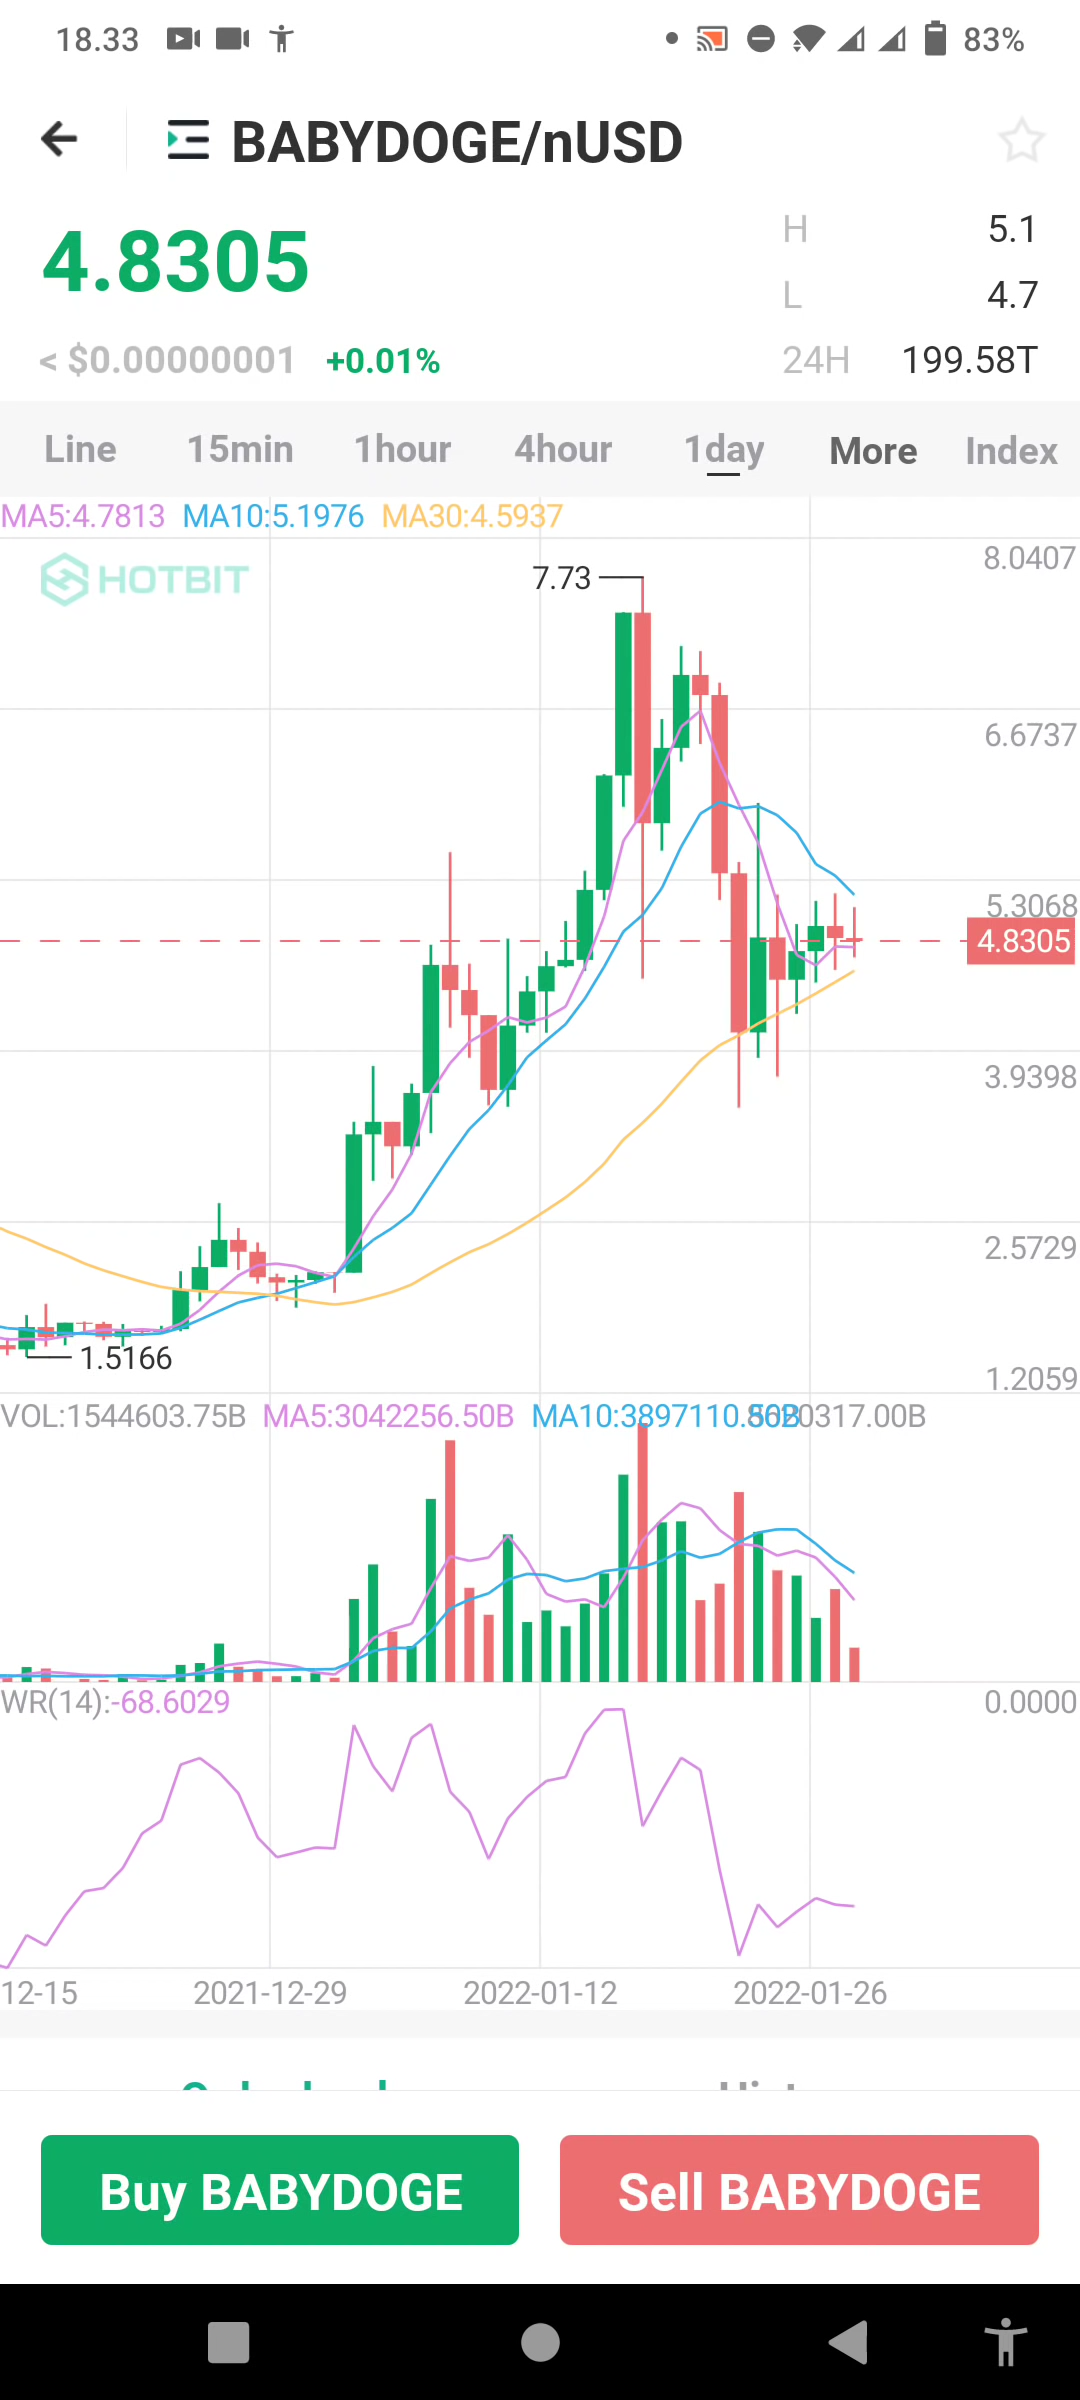 18.33 83%
BABYDOGE/nUSD
4.8305 H 5.1
L 4.7
< $0.00000001 +0.01% 24H 199.58T
Line 15min 1hour 4hour 1day More Index
MA5:4.7813 MA10:5.1976 MA30:4.5937
8.0407
HOTBIT 7.73
6.6737
5.3068
4.8305
3.9398
2.5729
1.5166
1.2059
VOL:1544603.75B MA5:3042256.50B MA10:3897110.50B
WR(14):-68.6029 0.0000
12-15 2021-12-29 2022-01-12 2022-01-26
Buy BABYDOGE Sell BABYDOGE